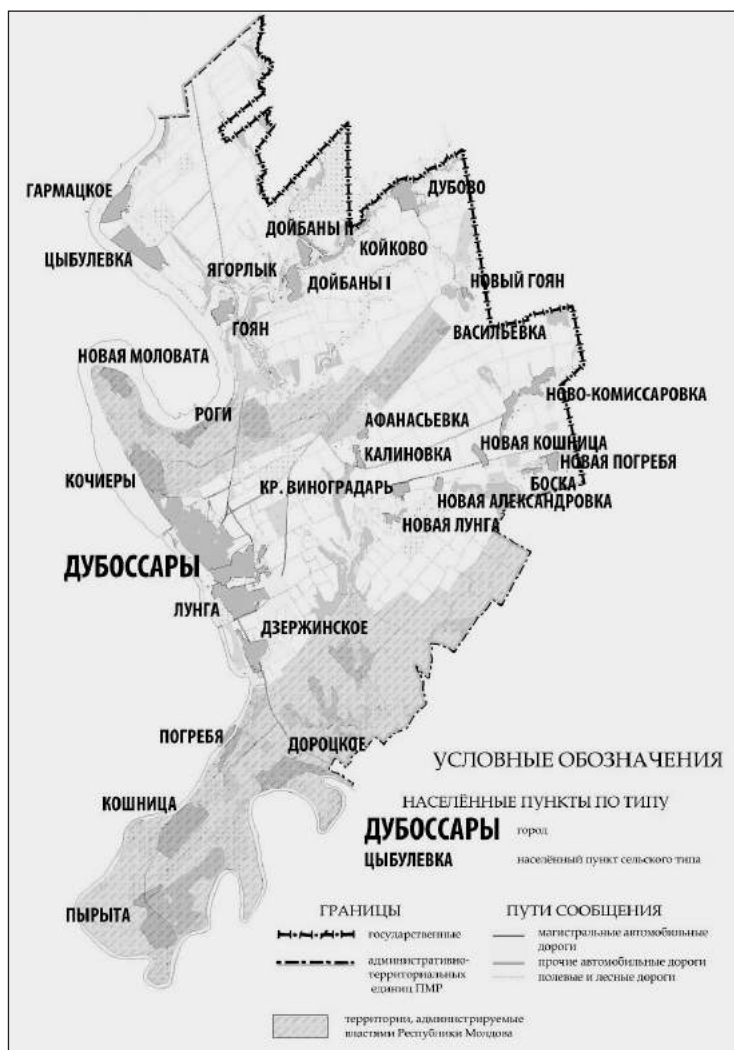 ГАРМАЦКОЕ
ДУБОВО
ДОЙБАНЫ II
КОЙКОВО
ЦЫБУЛЕВКА
ЯГОРЛЫК
ДОЙБАНЫ I
НОВЫЙ ГОЯН
ГОЯН
ВАСИЛЬЕВКА
НОВАЯ МОЛОВАТА
НОВО-КОМИССАРОВКА
РОГИ
АФАНАСЬЕВКА
НОВАЯ КОШНИЦА
КАЛИНОВКА
НОВАЯ ПОГРЕБЯ
КОЧИЕРЫ
КР. ВИНОГРАДАРЬ
БОСКА
НОВАЯ АЛЕКСАНДРОВКА
НОВАЯ ЛУНГА
ДУБОССАРЫ
ЛУНГА
ДЗЕРЖИНСКОЕ
ПОГРЕБЯ
ДОРОЦКОЕ
КОШНИЦА
ПЫРЫТА
УСЛОВНЫЕ ОБОЗНАЧЕНИЯ
НАСЕЛЁННЫЕ ПУНКТЫ ПО ТИПУ
ДУБОССАРЫ город
ЦЫБУЛЕВКА населённый пункт сельского типа
ГРАНИЦЫ
государственные
административно-
территориальных
единиц ПМР
ПУТИ СООБЩЕНИЯ
магистральные автомобильные
дороги
прочие автомобильные дороги
полевые и лесные дороги
территории, администрируемые
властями Республики Молдова